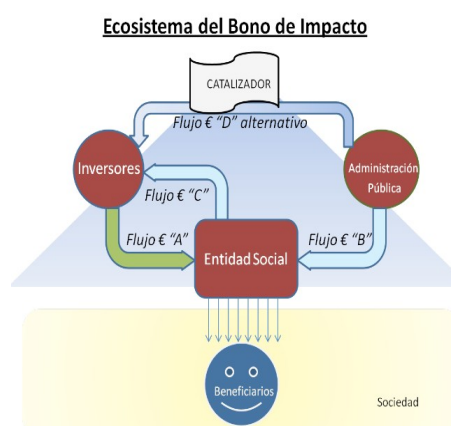 Ecosistema del Bono de Impacto
CATALIZADOR
Flujo € “D” alternativo
Inversores
Administración
Pública
Flujo € “C”
Flujo € “A”
Flujo € “B”
Entidad Social
Beneficiarios
Sociedad